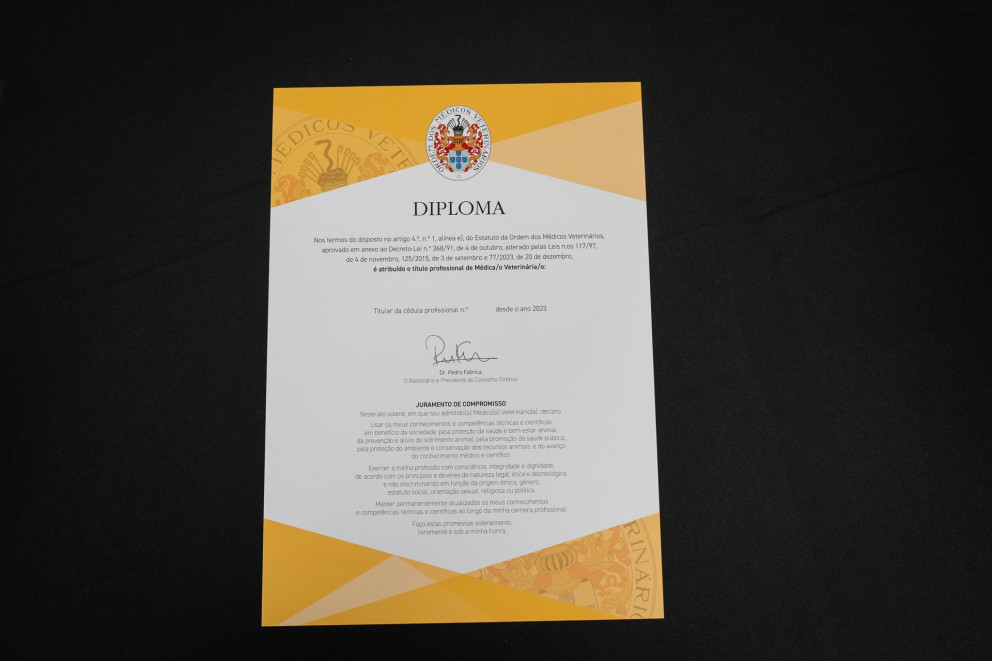 ORDEM DOS MÉDICOS VETERINÁRIOS
MÉDICOS VETE
DIPLOMA
Nos termos do disposto no artigo 4.º, n.º 1, alínea e), do Estatuto da Ordem dos Médicos Veterinários,
aprovado em anexo ao Decreto-Lei n.º 368/91, de 4 de outubro, alterado pelas Leis n.os 117/97,
de 4 de novembro, 125/2015, de 3 de setembro e 77/2023, de 20 de dezembro,
é atribuído o título profissional de Médica/o Veterinária/o:
Titular da cédula profissional n.º desde o ano 2023
Dr. Pedro Fabrica
O Bastonário e Presidente do Conselho Diretivo
JURAMENTO DE COMPROMISSO
Neste ato solene, em que sou admitido(a) Médico(a) Veterinário(a), declaro:
Usar os meus conhecimentos e competências técnicas e científicas
em benefício da sociedade, pela proteção da saúde e bem-estar animal,
da prevenção e alívio do sofrimento animal, pela promoção da saúde pública,
pela proteção do ambiente e conservação dos recursos animais, e do avanço
do conhecimento médico e científico.
Exercer a minha profissão com consciência, integridade e dignidade,
de acordo com os princípios e deveres de natureza legal, ética e deontológica,
e não discriminando em função da origem étnica, género,
estatuto social, orientação sexual, religiosa ou política.
Manter permanentemente atualizados os meus conhecimentos
e competências técnicas e científicas ao longo da minha carreira profissional.
Faço estas promessas solenemente,
livremente e sob a minha honra
RINÁRI